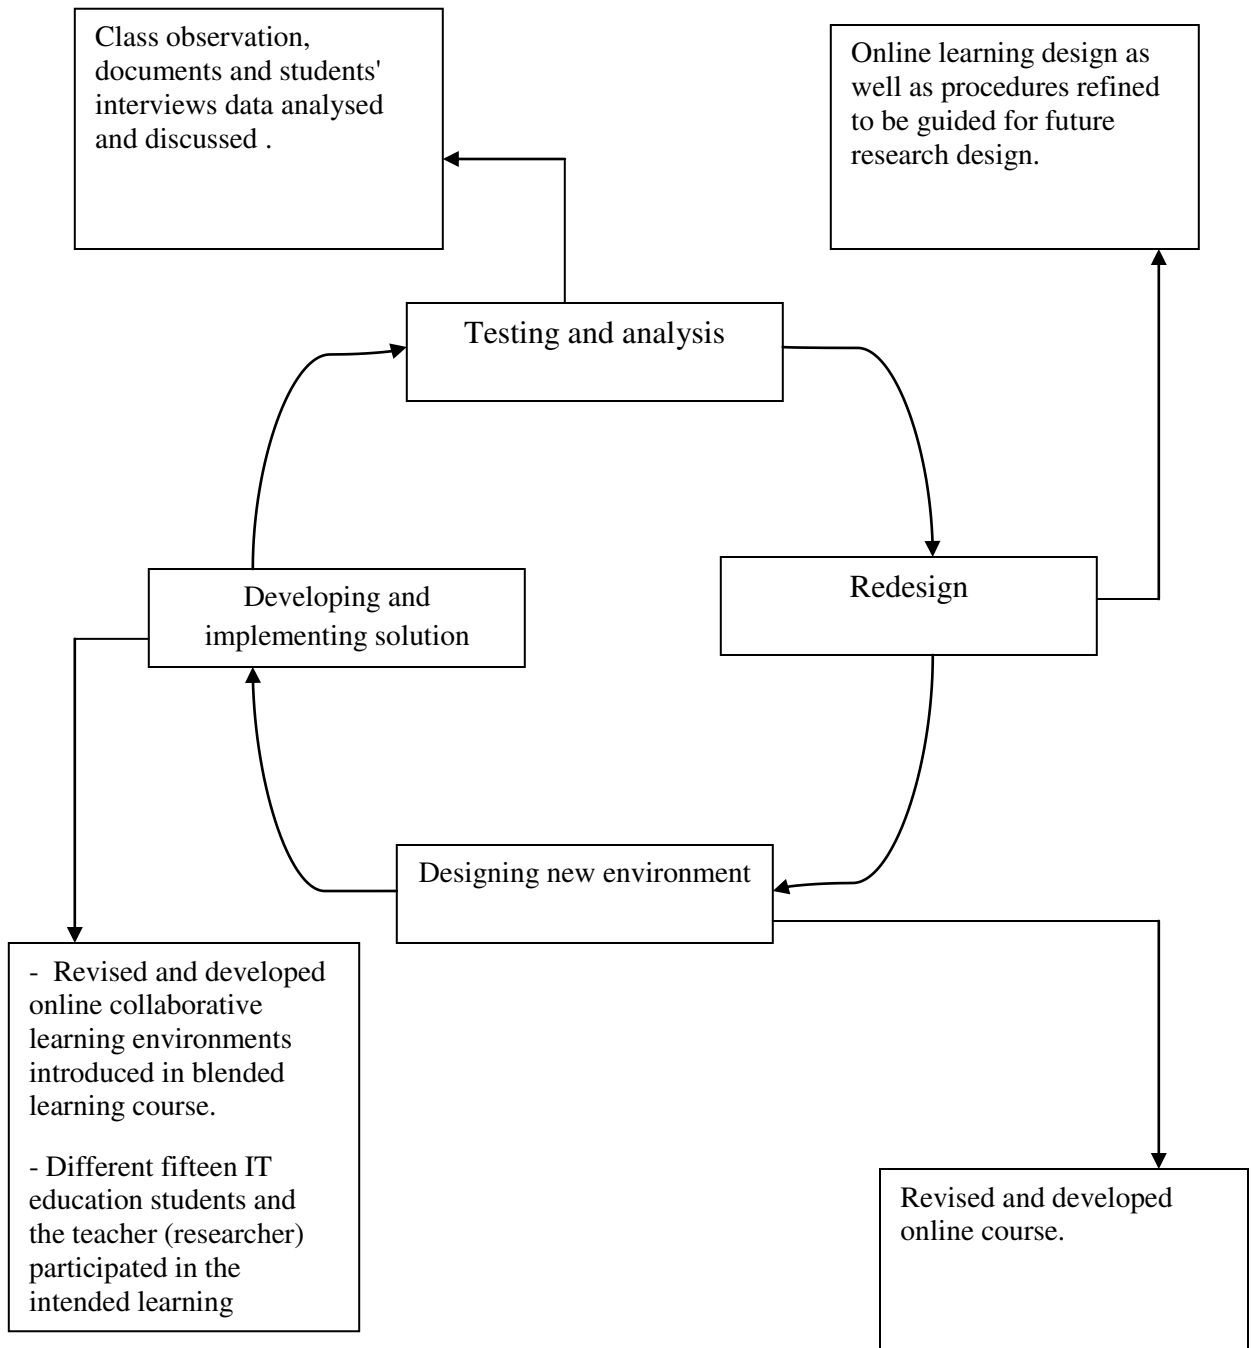 Class observation,
documents and students'
interviews data analysed
and discussed .
Online learning design as
well as procedures refined
to be guided for future
research design.
Testing and analysis
Redesign
Developing and
implementing solution
Designing new environment
- Revised and developed
online collaborative
learning environments
introduced in blended
learning course.
- Different fifteen IT
education students and
the teacher (researcher)
participated in the
intended learning
Revised and developed
online course.